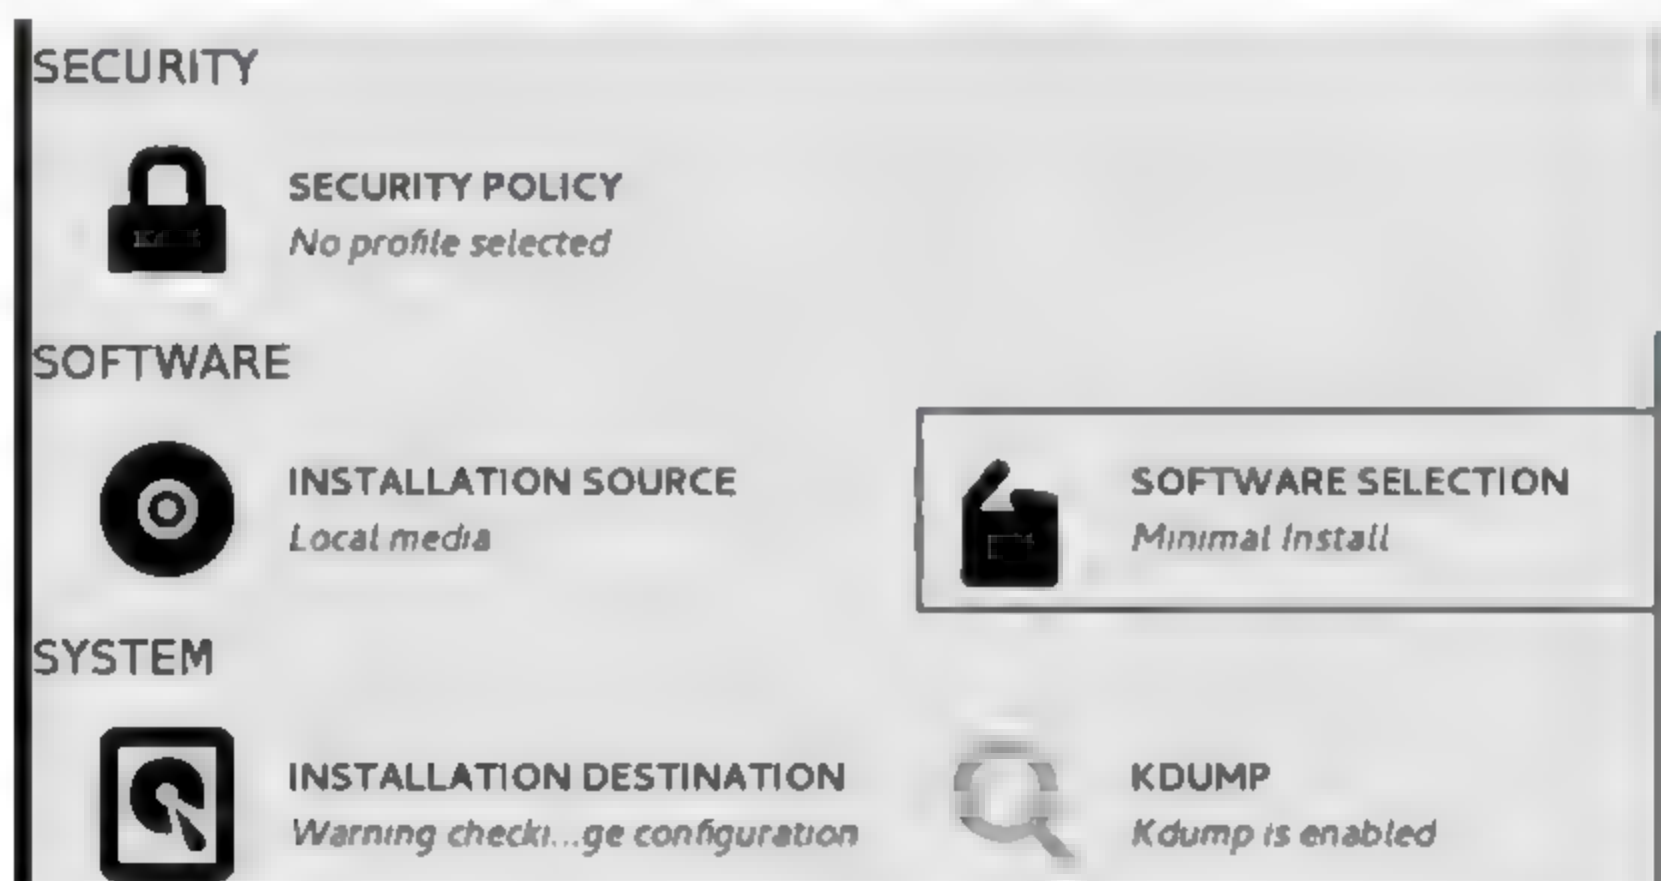 SECURITY
SECURITY POLICY
No profile selected
SOFTWARE
INSTALLATION SOURCE
Local media
SOFTWARE SELECTION
Minimal Install
SYSTEM
INSTALLATION DESTINATION
Warning checki...ge configuration
KDUMP
Kdump is enabled